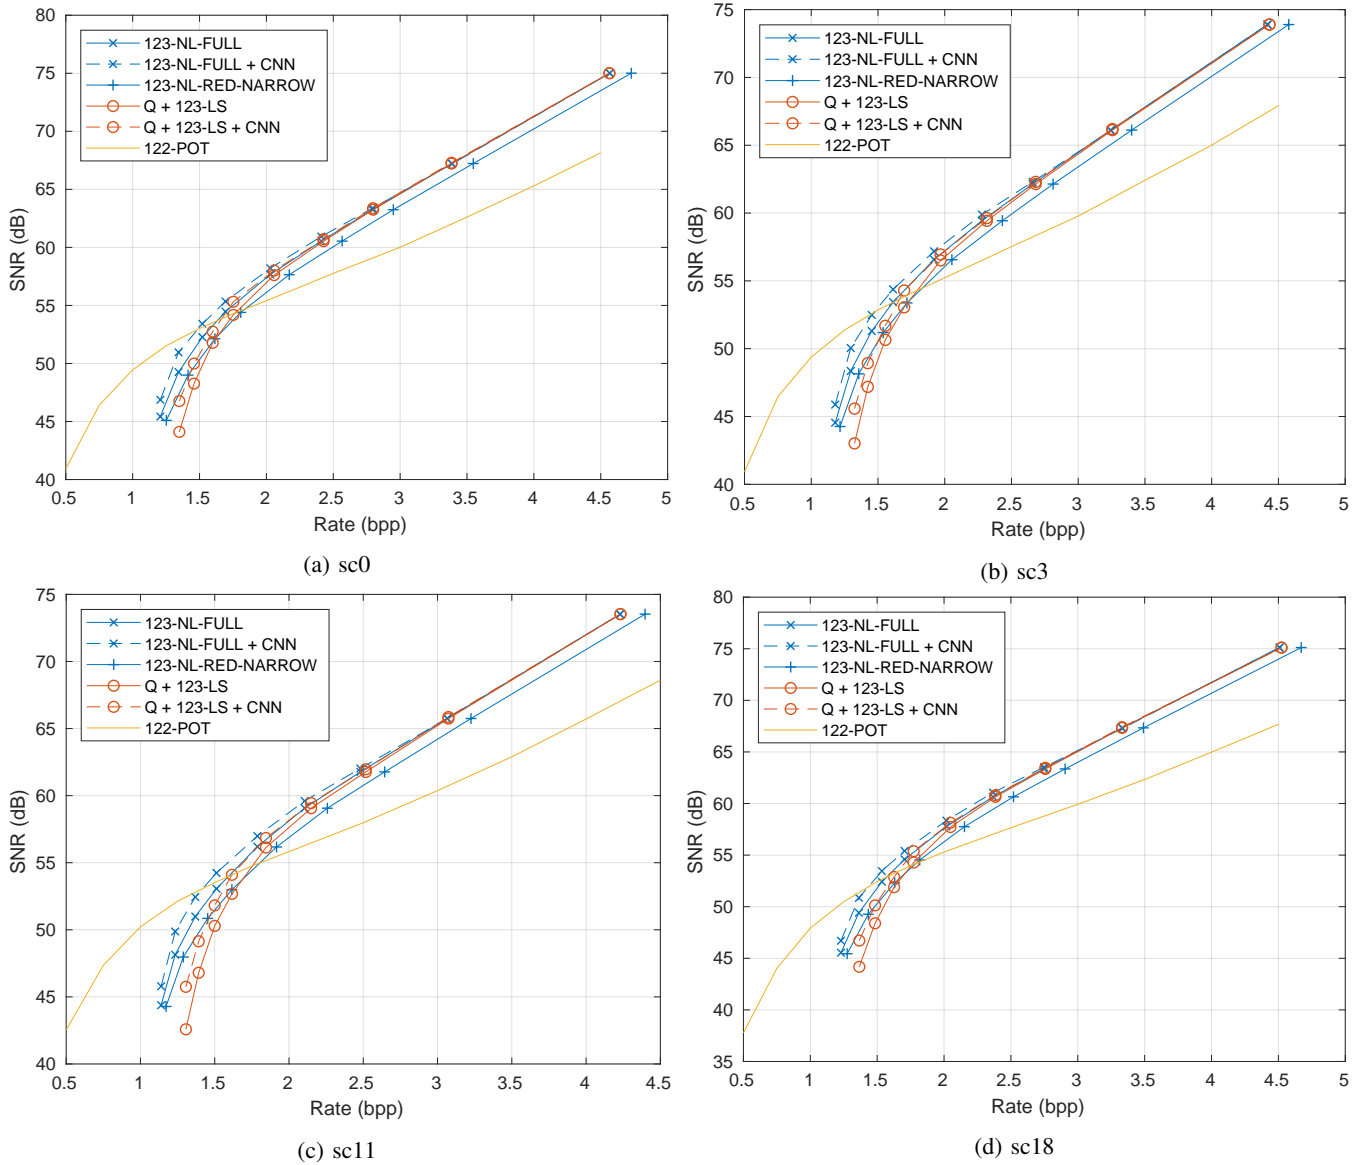 80
75
70
65
60
55
50
45
40
SNR (dB)
123-NL-FULL
123-NL-FULL + CNN
123-NL-RED-NARROW
Q + 123-LS
Q + 123-LS + CNN
122-POT
0.5 1 1.5 2 2.5 3 3.5 4 4.5 5
Rate (bpp)
(a) sc0
75
70
65
60
55
50
45
40
SNR (dB)
123-NL-FULL
123-NL-FULL + CNN
123-NL-RED-NARROW
Q + 123-LS
Q + 123-LS + CNN
122-POT
0.5 1 1.5 2 2.5 3 3.5 4 4.5 5
Rate (bpp)
(b) sc3
75
70
65
60
55
50
45
40
SNR (dB)
123-NL-FULL
123-NL-FULL + CNN
123-NL-RED-NARROW
Q + 123-LS
Q + 123-LS + CNN
122-POT
0.5 1 1.5 2 2.5 3 3.5 4 4.5
Rate (bpp)
(c) sc11
80
75
70
65
60
55
50
45
40
35
SNR (dB)
123-NL-FULL
123-NL-FULL + CNN
123-NL-RED-NARROW
Q + 123-LS
Q + 123-LS + CNN
122-POT
0.5 1 1.5 2 2.5 3 3.5 4 4.5 5
Rate (bpp)
(d) sc18